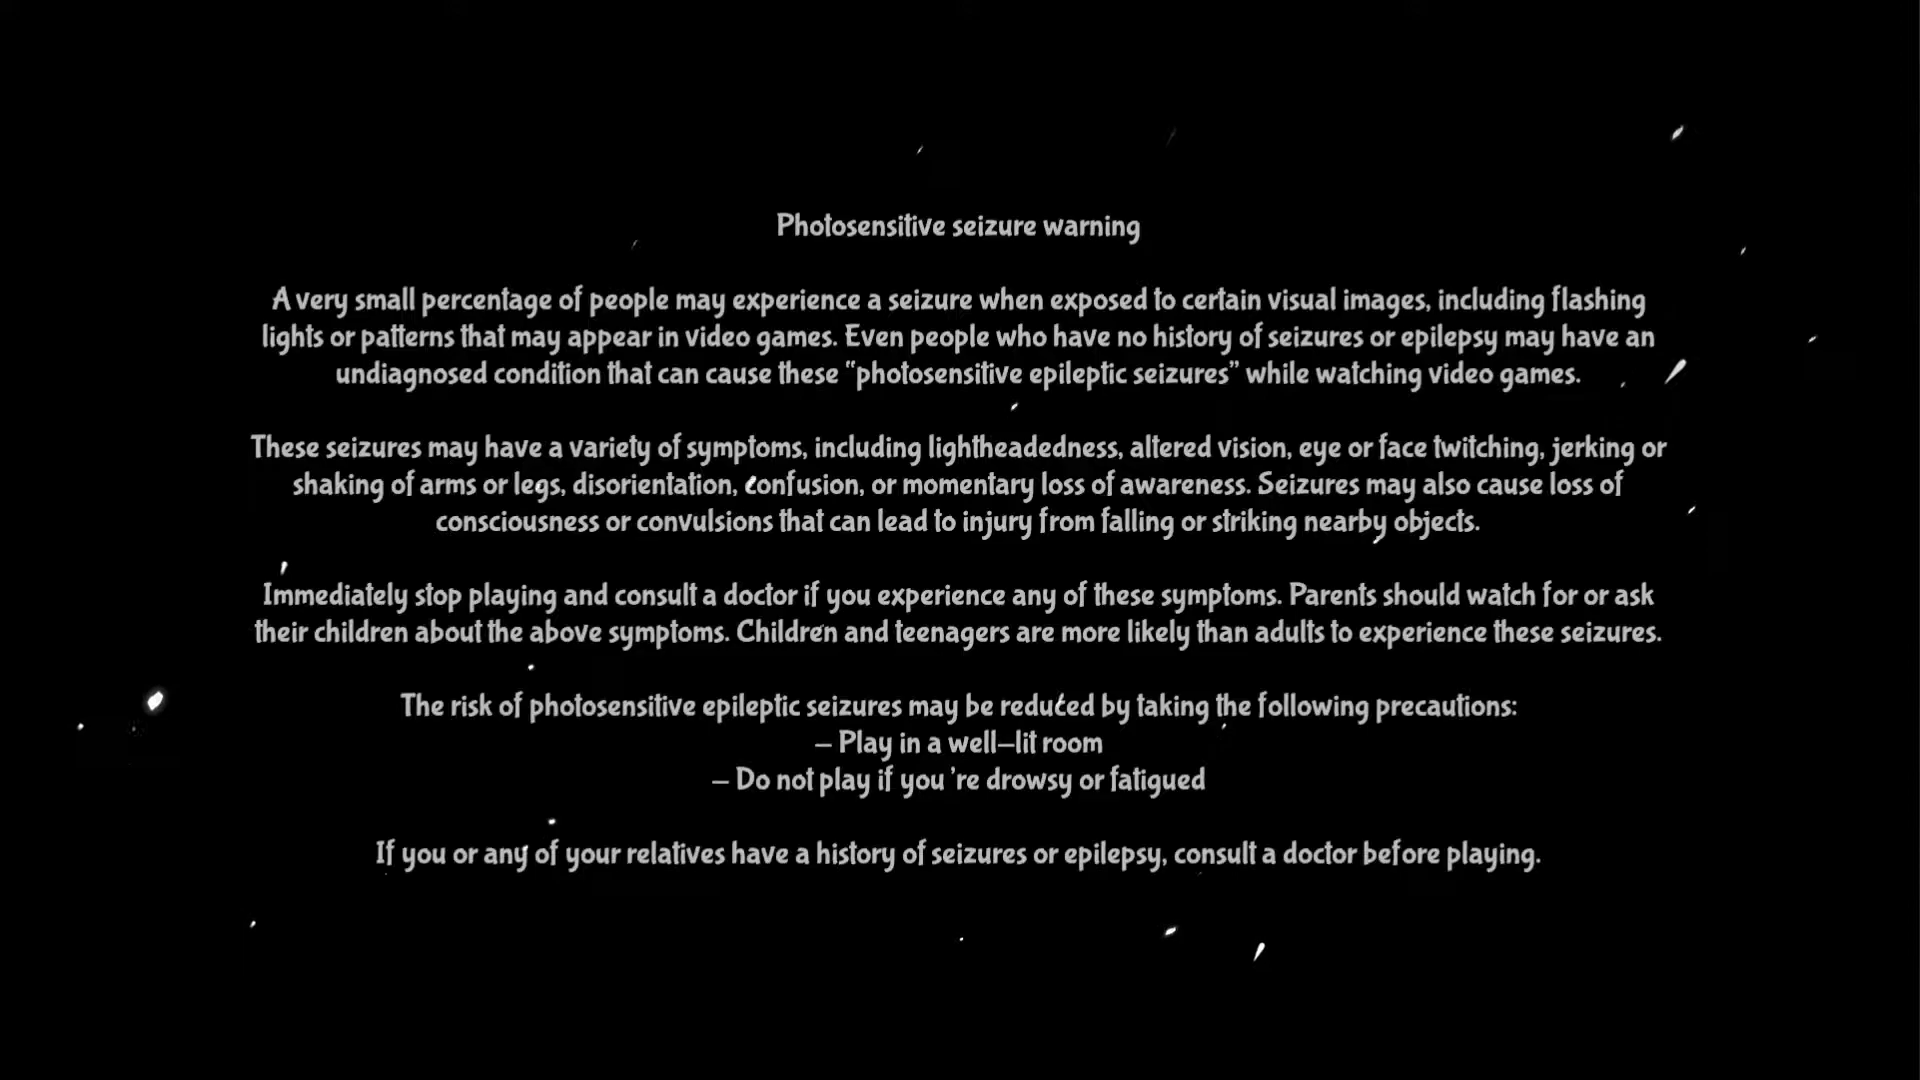 Photosensitive seizure warning
A very small percentage of people may experience a seizure when exposed to certain visual images, including flashing
lights or patterns that may appear in video games. Even people who have no history of seizures or epilepsy may have an
undiagnosed condition that can cause these "photosensitive epileptic seizures" while watching video games.
These seizures may have a variety of symptoms, including lightheadedness, altered vision, eye or face twitching, jerking or
shaking of arms or legs, disorientation, confusion, or momentary loss of awareness. Seizures may also cause loss of
consciousness or convulsions that can lead to injury from falling or striking nearby objects.
Immediately stop playing and consult a doctor if you experience any of these symptoms. Parents should watch for or ask
their children about the above symptoms. Children and teenagers are more likely than adults to experience these seizures.
The risk of photosensitive epileptic seizures may be reduced by taking the following precautions:
– Play in a well–lit room
– Do not play if you 're drowsy or fatigued
If you or any of your relatives have a history of seizures or epilepsy, consult a doctor before playing.